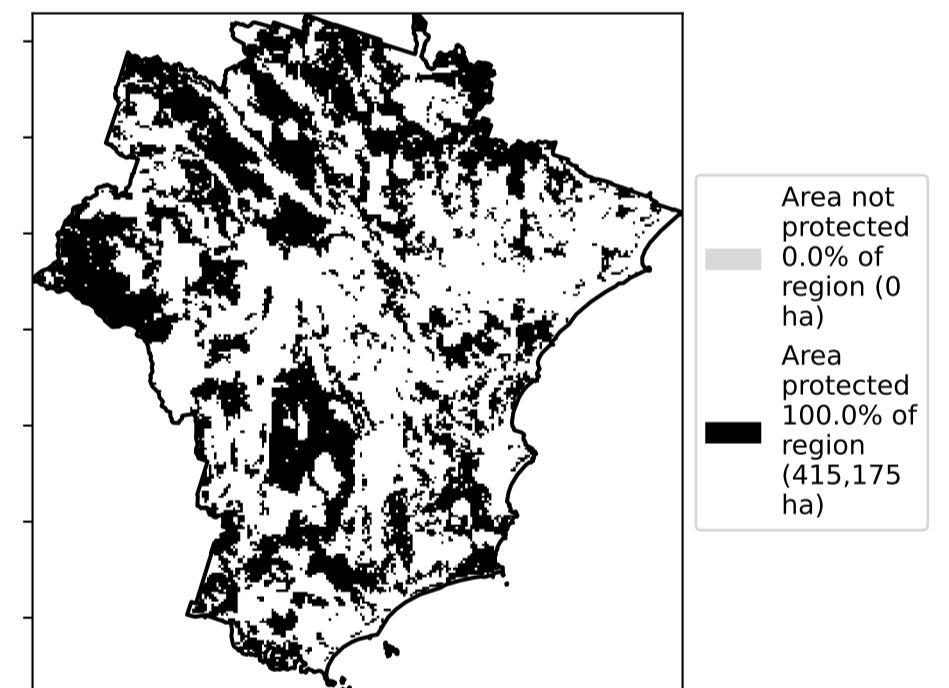 Area not
protected
0.0% of
region (0
ha)
Area
protected
100.0% of
region
(415,175
ha)